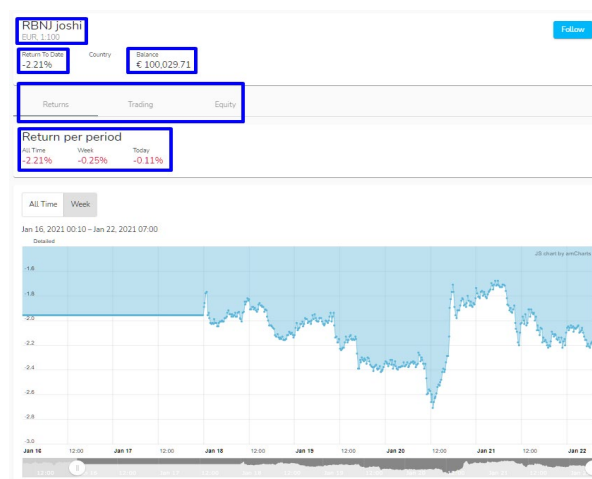 RBNJ joshi
EUR, 1:100
Follow
Return To Date Country Balance
-2.21% € 100,029.71
Returns Trading Equity
Return per period
All Time Week Today
-2.21% -0.25% -0.11%
All Time Week
Jan 16, 2021 00:10 – Jan 22, 2021 07:00
Detailed
JS chart by amCharts
-1.6
-1.8
-2.0
-2.2
-2.4
-2.6
-2.8
-3.0
Jan 16 12:00 Jan 17 12:00 Jan 18 12:00 Jan 19 12:00 Jan 20 12:00 Jan 21 12:00 Jan 22